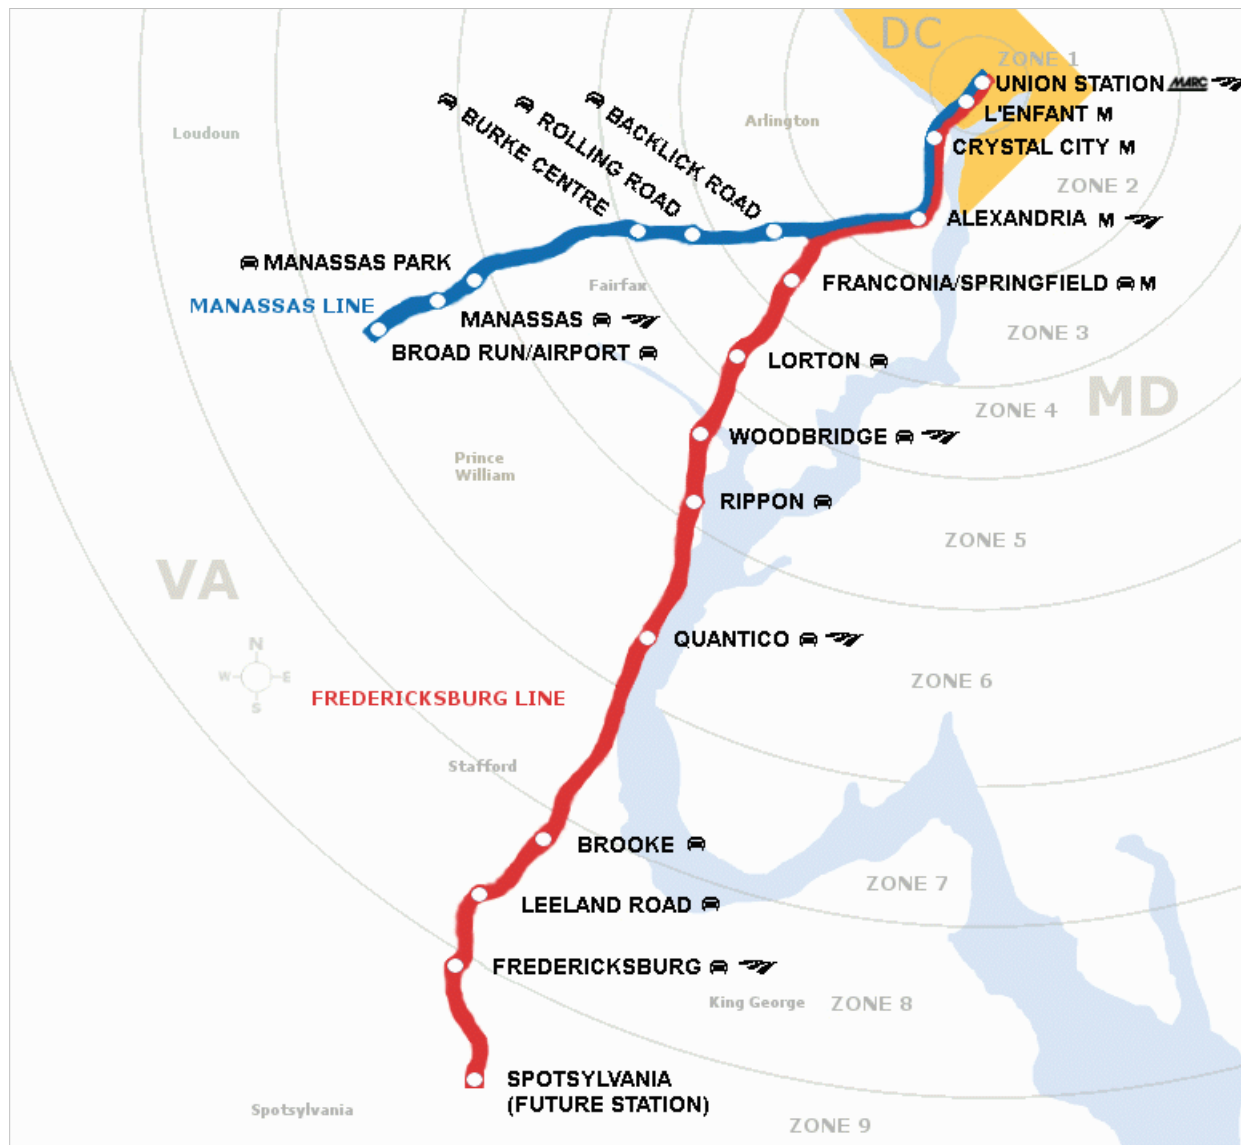 DC
ZONE 1
UNION STATION MARC
L'ENFANT M
CRYSTAL CITY M
ZONE 2
ALEXANDRIA M
Loudoun
Arlington
BURKE CENTRE
ROLLING ROAD
BACKLICK ROAD
MANASSAS PARK
MANASSAS LINE
MANASSAS
BROAD RUN/AIRPORT
Fairfax
FRANCONIA/SPRINGFIELD M
ZONE 3
LORTON
MD
ZONE 4
WOODBRIDGE
Prince
William
RIPPON
ZONE 5
VA
N
W E
S
QUANTICO
ZONE 6
FREDERICKSBURG LINE
Stafford
BROOKE
ZONE 7
LEELAND ROAD
FREDERICKSBURG
King George
ZONE 8
SPOTSYLVANIA
(FUTURE STATION)
Spotsylvania
ZONE 9